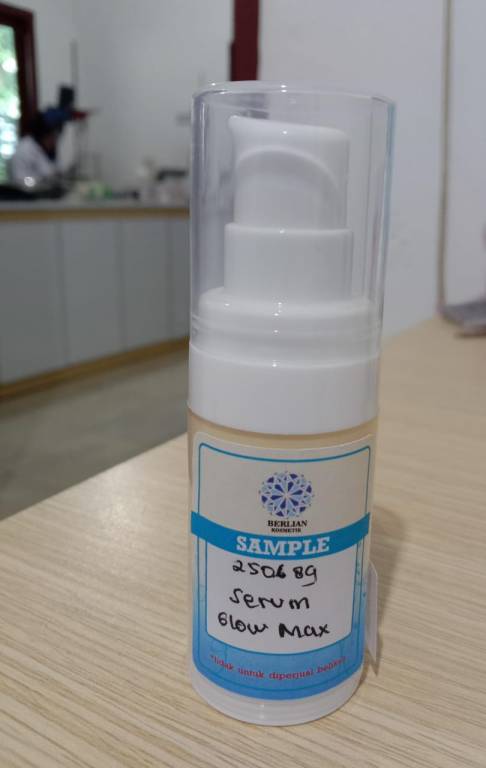 BERLIAN
KOSMETIK
SAMPLE
250689
Serum
Glow Max
*tidak untuk diperjual belikan